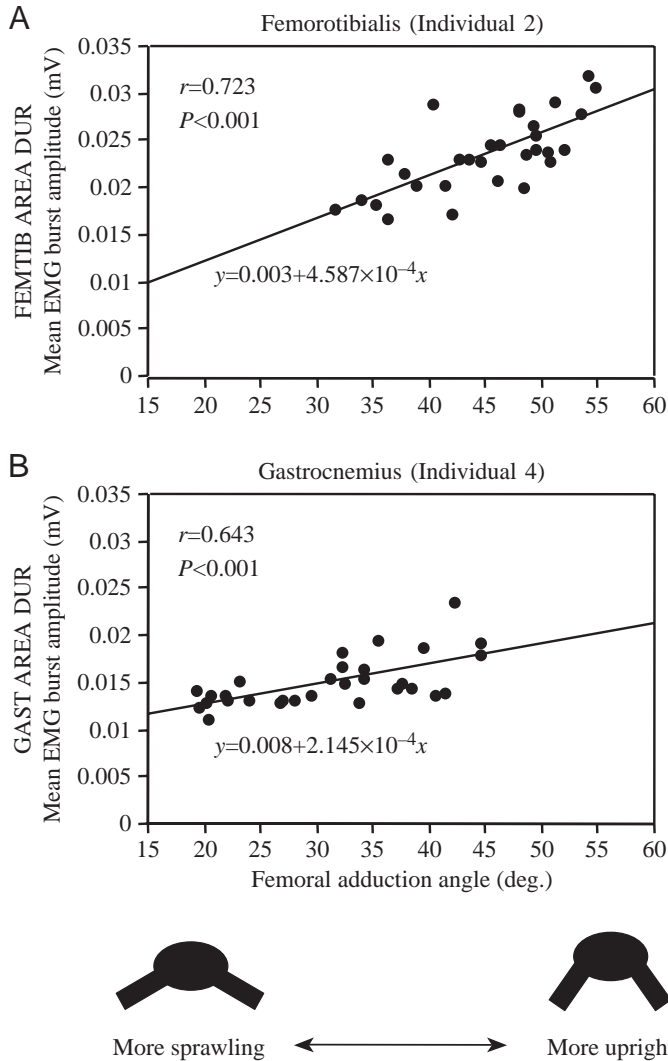 A
Femorotibialis (Individual 2)
FEMTIB AREA DUR
Mean EMG burst amplitude (mV)
0.035
0.03
0.025
0.02
0.015
0.01
0.005
0
r=0.723
P<0.001
y=0.003+4.587×10–4x
15 20 25 30 35 40 45 50 55 60
B
Gastrocnemius (Individual 4)
GAST AREA DUR
Mean EMG burst amplitude (mV)
0.035
0.03
0.025
0.02
0.015
0.01
0.005
0
r=0.643
P<0.001
y=0.008+2.145×10–4x
15 20 25 30 35 40 45 50 55 60
Femoral adduction angle (deg.)
More sprawling
More uprigh